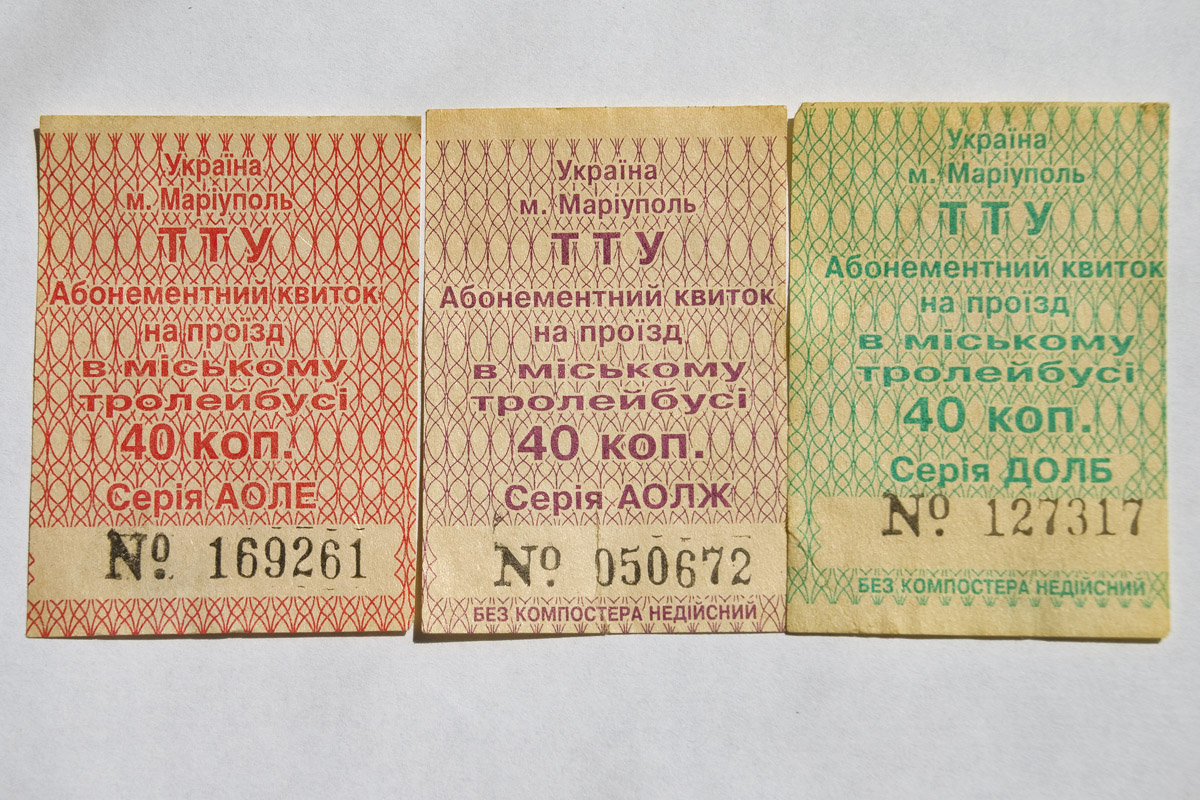 Україна
м. Маріуполь
ТТУ
Абонементний квиток
на проїзд
в міському
тролейбусі
40 коп.
Серія АОЛЕ
№ 169261
Україна
м. Маріуполь
ТТУ
Абонементний квиток
на проїзд
в міському
тролейбусі
40 коп.
Серія АОЛЖ
№ 050672
БЕЗ КОМПОСТЕРА НЕДІЙСНИЙ
Україна
м. Маріуполь
ТТУ
Абонементний квиток
на проїзд
в міському
тролейбусі
40 коп.
Серія ДОЛБ
№ 127317
БЕЗ КОМПОСТЕРА НЕДІЙСНИЙ